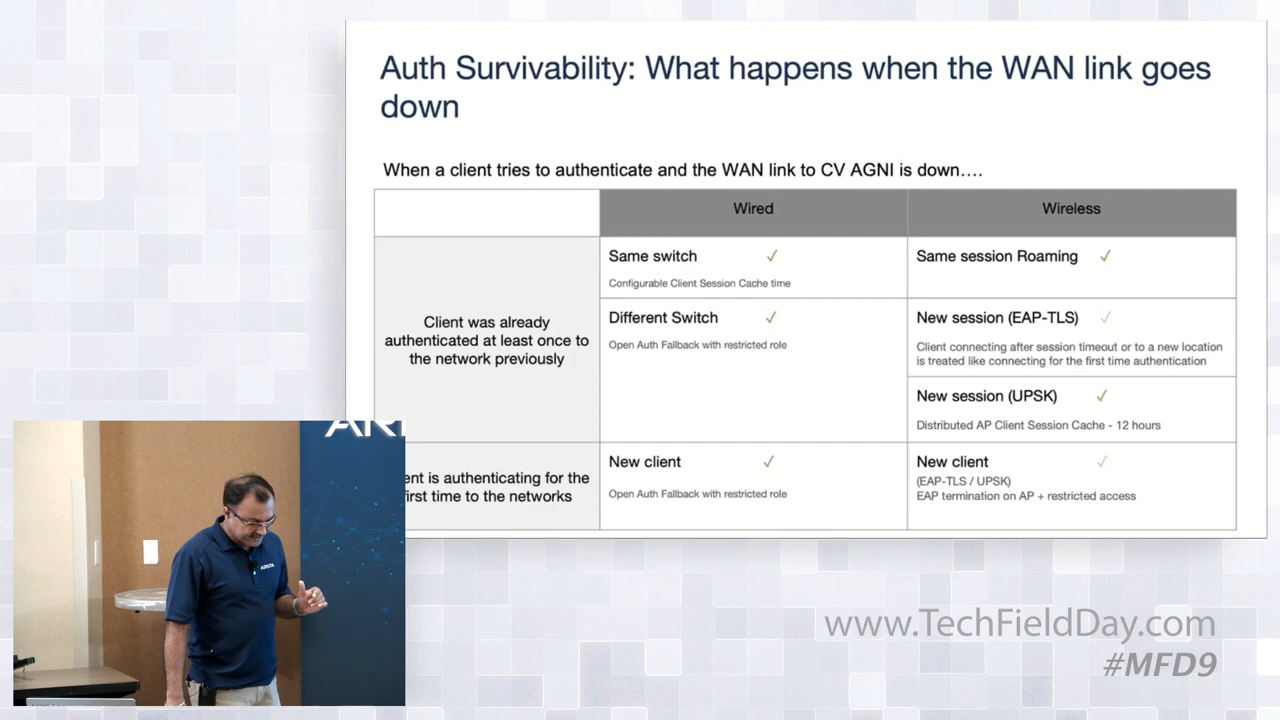 Auth Survivability: What happens when the WAN link goes
down
When a client tries to authenticate and the WAN link to CV AGNI is down....
Wired
Wireless
Client was already
authenticated at least once to
the network previously
Same switch ✓
Configurable Client Session Cache time
Same session Roaming ✓
Different Switch ✓
Open Auth Fallback with restricted role
New session (EAP-TLS) ✓
Client connecting after session timeout or to a new location
is treated like connecting for the first time authentication
New session (UPSK) ✓
Distributed AP Client Session Cache - 12 hours
ent is authenticating for the
irst time to the networks
New client ✓
Open Auth Fallback with restricted role
New client ✓
(EAP-TLS / UPSK)
EAP termination on AP + restricted access
ARISTA
www.TechFieldDay.com
#MFD9